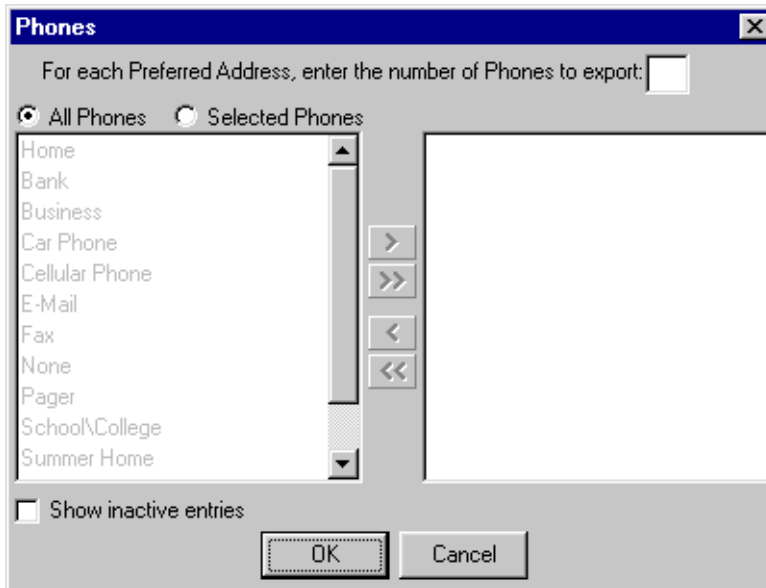 Phones
For each Preferred Address, enter the number of Phones to export:
All Phones Selected Phones
Home
Bank
Business
Car Phone
Cellular Phone
E-Mail
Fax
None
Pager
School\College
Summer Home
>
>>
<
<<
Show inactive entries
OK Cancel